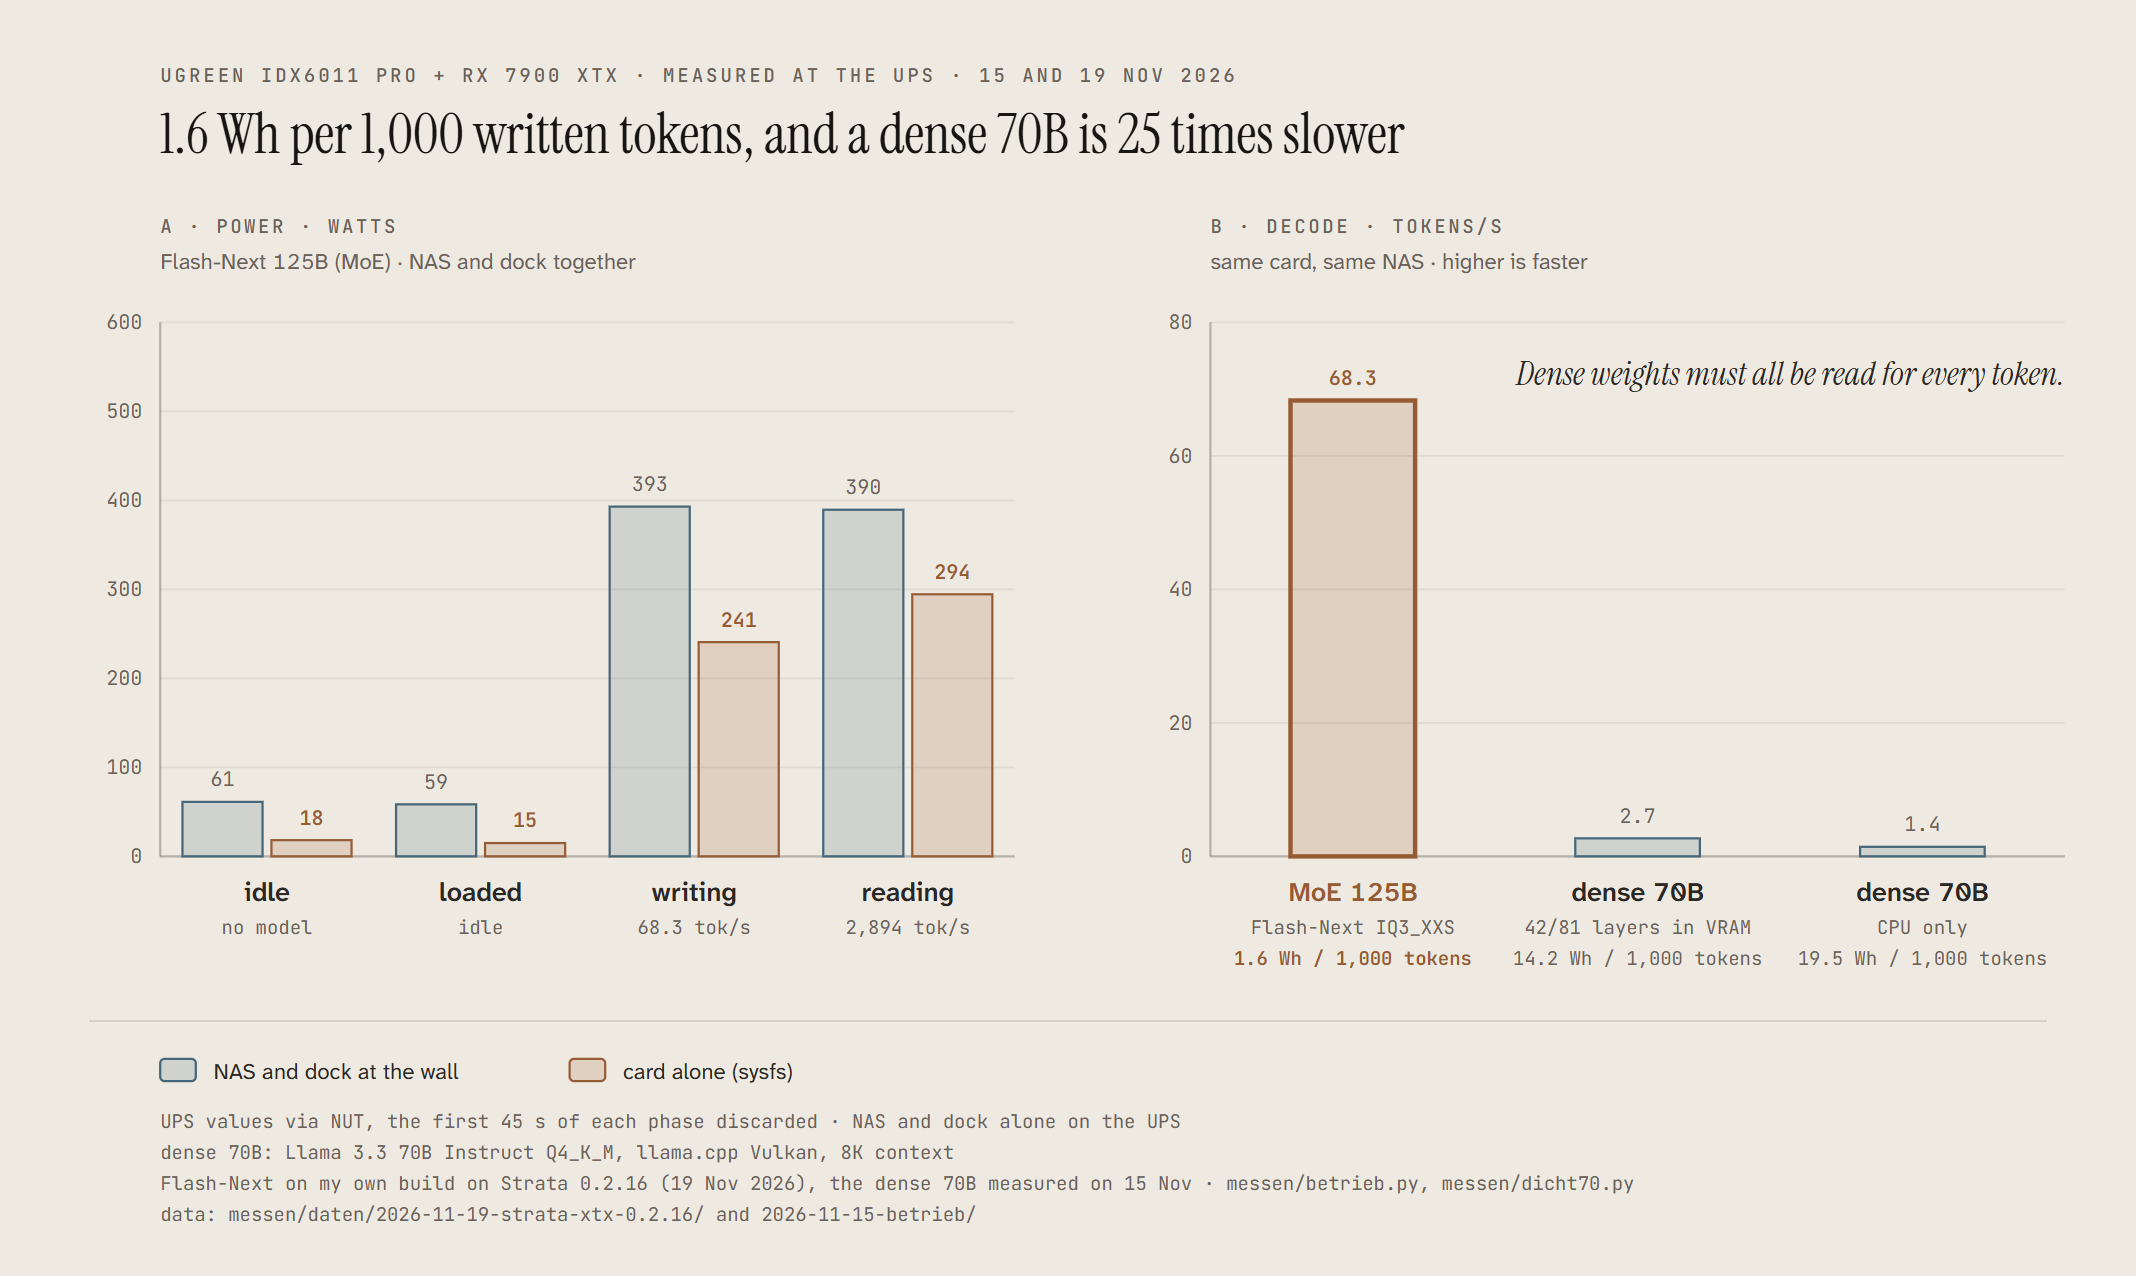 UGREEN IDX6011 PRO + RX 7900 XTX · MEASURED AT THE UPS · 15 AND 19 NOV 2026
1.6 Wh per 1,000 written tokens, and a dense 70B is 25 times slower
A · POWER · WATTS
Flash-Next 125B (MoE) · NAS and dock together
600
500
400
300
200
100
0
61
18
59
15
393
241
390
294
idle
no model
loaded
idle
writing
68.3 tok/s
reading
2,894 tok/s
B · DECODE · TOKENS/S
same card, same NAS · higher is faster
80
60
40
20
0
Dense weights must all be read for every token.
68.3
2.7
1.4
MoE 125B
Flash-Next IQ3_XXS
1.6 Wh / 1,000 tokens
dense 70B
42/81 layers in VRAM
14.2 Wh / 1,000 tokens
dense 70B
CPU only
19.5 Wh / 1,000 tokens
NAS and dock at the wall
card alone (sysfs)
UPS values via NUT, the first 45 s of each phase discarded · NAS and dock alone on the UPS
dense 70B: Llama 3.3 70B Instruct Q4_K_M, llama.cpp Vulkan, 8K context
Flash-Next on my own build on Strata 0.2.16 (19 Nov 2026), the dense 70B measured on 15 Nov · messen/betrieb.py, messen/dicht70.py
data: messen/daten/2026-11-19-strata-xtx-0.2.16/ and 2026-11-15-betrieb/